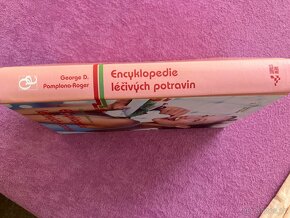 George D.
Pamplona-Roger
Encyklopedie
léčivých potravin